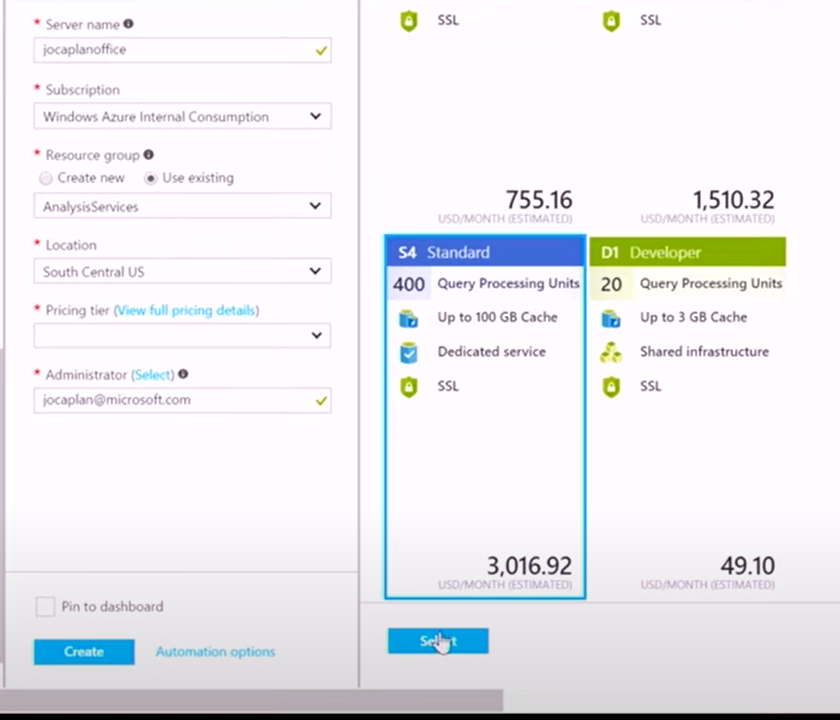 * Server name
jocaplanoffice
* Subscription
Windows Azure Internal Consumption
* Resource group
Create new Use existing
AnalysisServices
* Location
South Central US
* Pricing tier (View full pricing details)
* Administrator (Select)
jocaplan@microsoft.com
Pin to dashboard
Create Automation options
SSL SSL
755.16 1,510.32
USD/MONTH (ESTIMATED) USD/MONTH (ESTIMATED)
S4 Standard
400 Query Processing Units
Up to 100 GB Cache
Dedicated service
SSL
3,016.92
USD/MONTH (ESTIMATED)
D1 Developer
20 Query Processing Units
Up to 3 GB Cache
Shared infrastructure
SSL
49.10
USD/MONTH (ESTIMATED)
Select